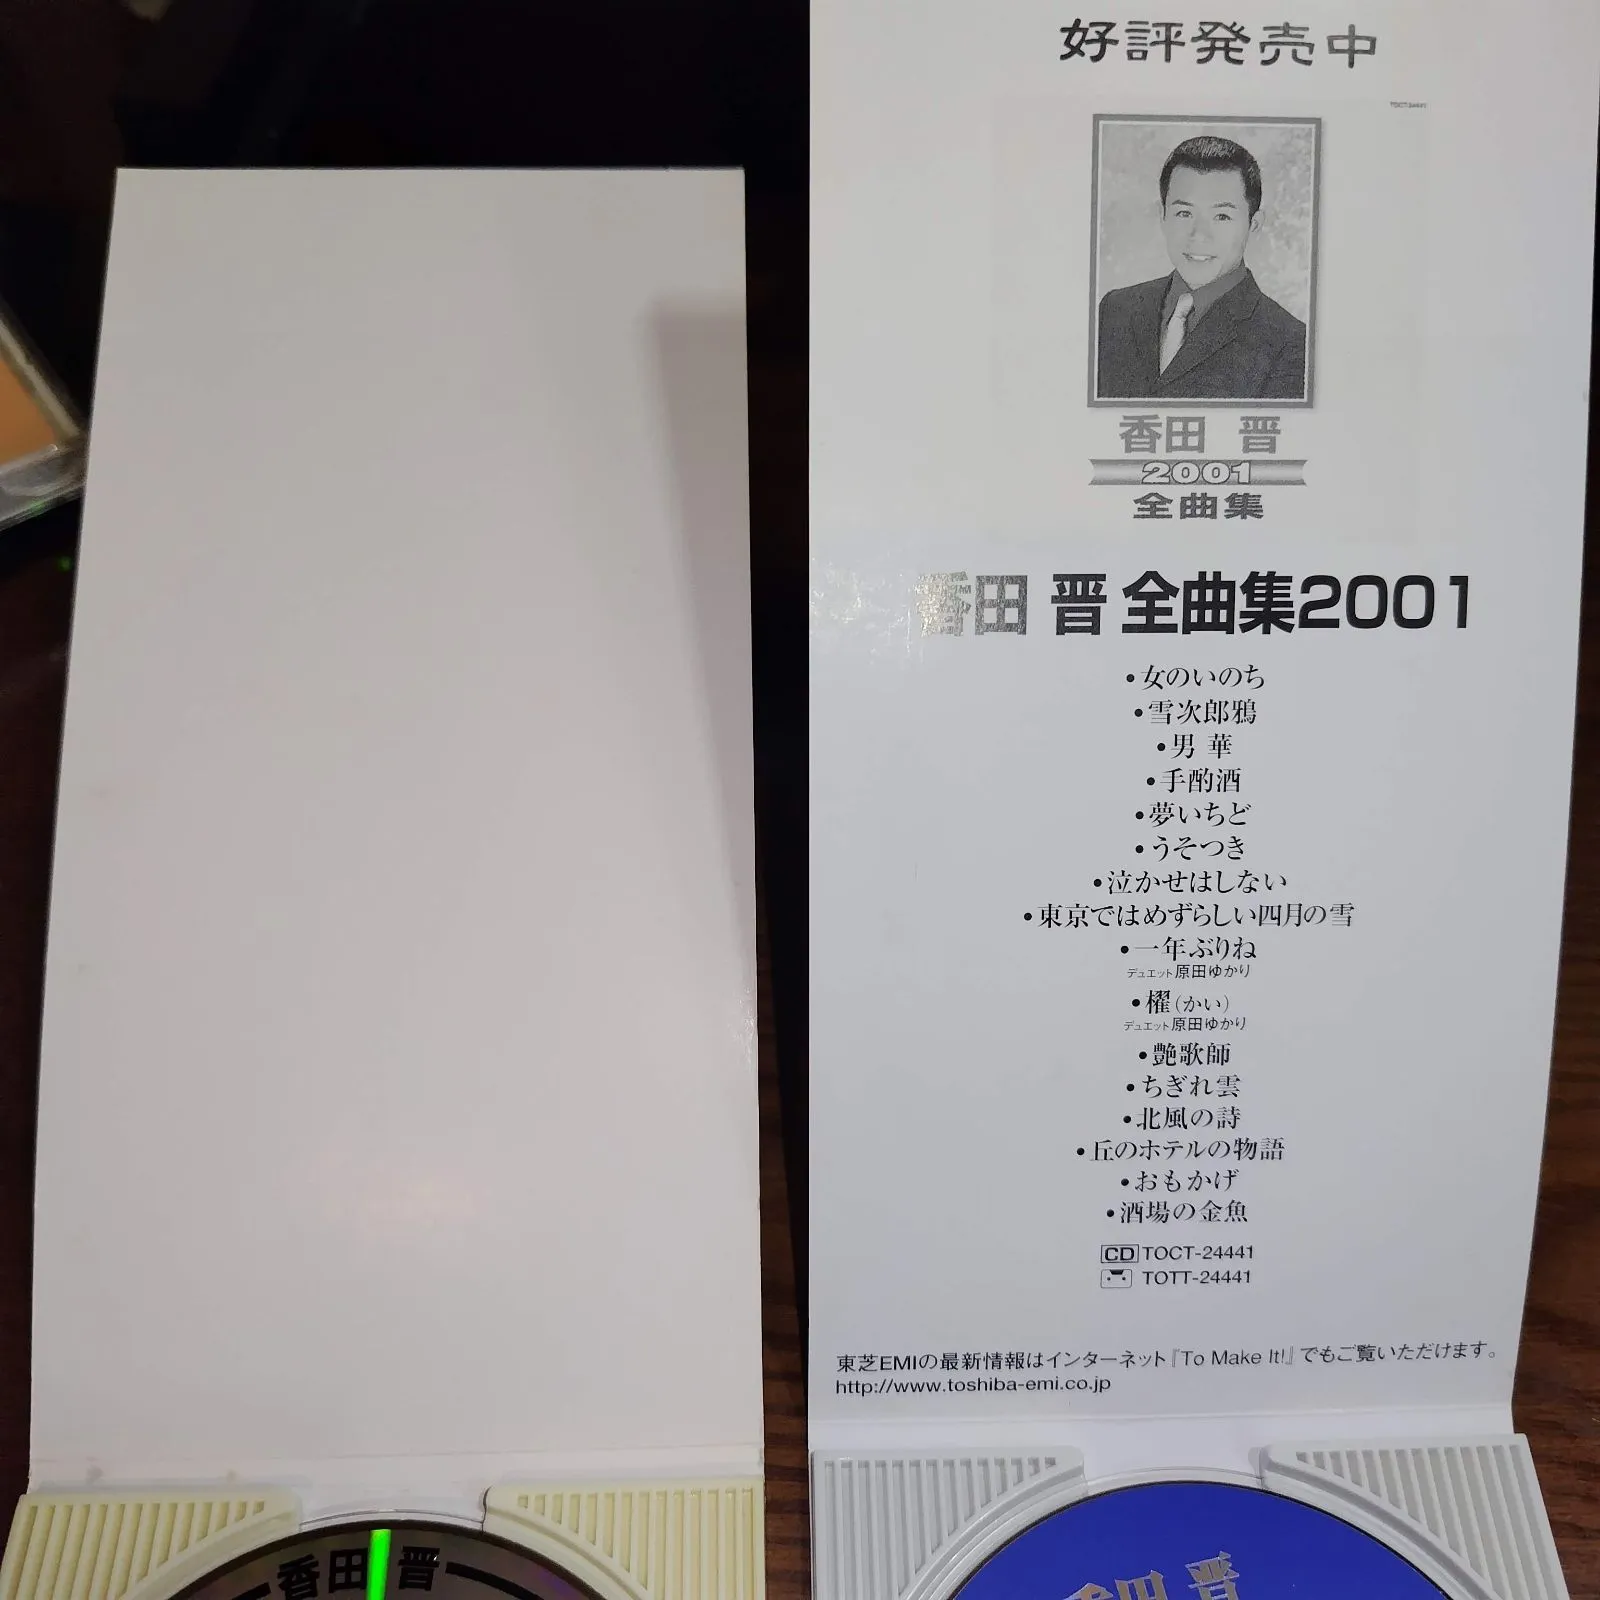 好評発売中
TOCT-24441
香田 晋
2001
全曲集
香田 晋 全曲集2001
・女のいのち
・雪次郎鴉
・男 華
・手酌酒
・夢いちど
・うそつき
・泣かせはしない
・東京ではめずらしい四月の雪
・一年ぶりね
デュエット原田ゆかり
・櫂(かい)
デュエット原田ゆかり
・艶歌師
・ちぎれ雲
・北風の詩
・丘のホテルの物語
・おもかげ
・酒場の金魚
CD TOCT-24441
TOTT-24441
東芝EMIの最新情報はインターネット『To Make It!』でもご覧いただけます。
http://www.toshiba-emi.co.jp
香田 晋
香田 晋